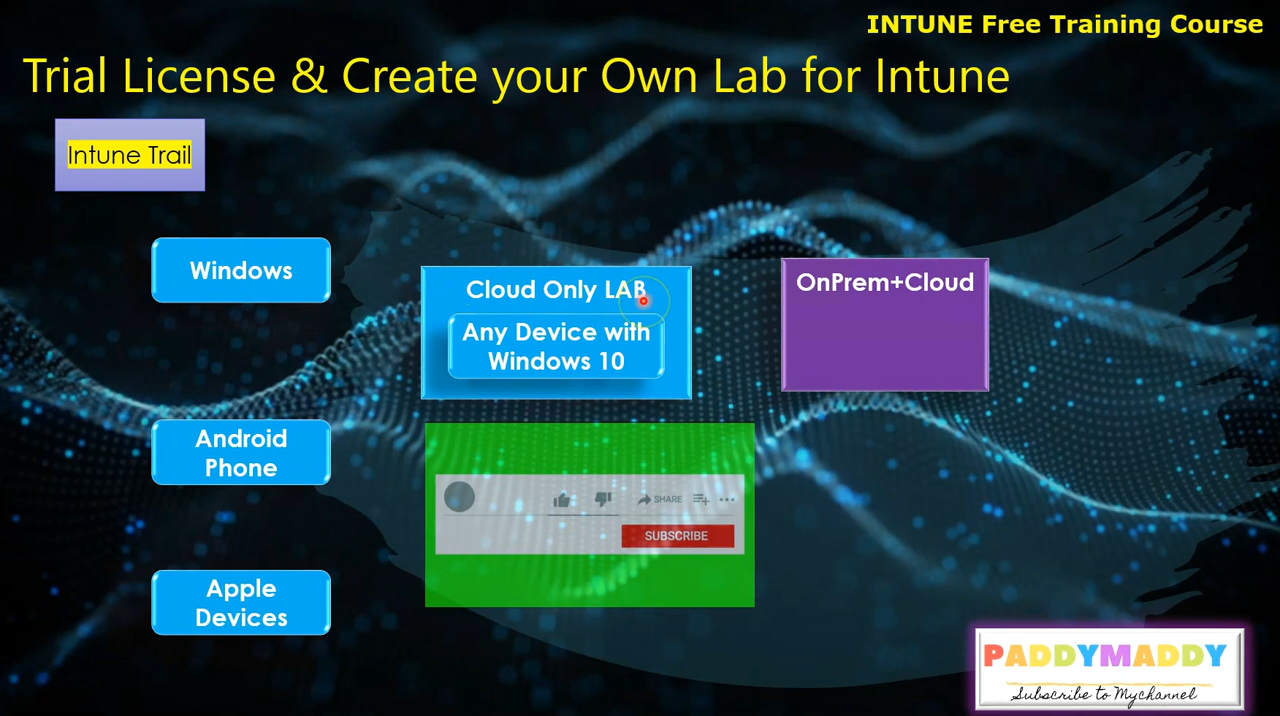 INTUNE Free Training Course
Trial License & Create your Own Lab for Intune
Intune Trail
Windows
Cloud Only LAB
Any Device with
Windows 10
OnPrem+Cloud
Android
Phone
SHARE
SUBSCRIBE
Apple
Devices
PADDYMADDY
Subscribe to Mychannel